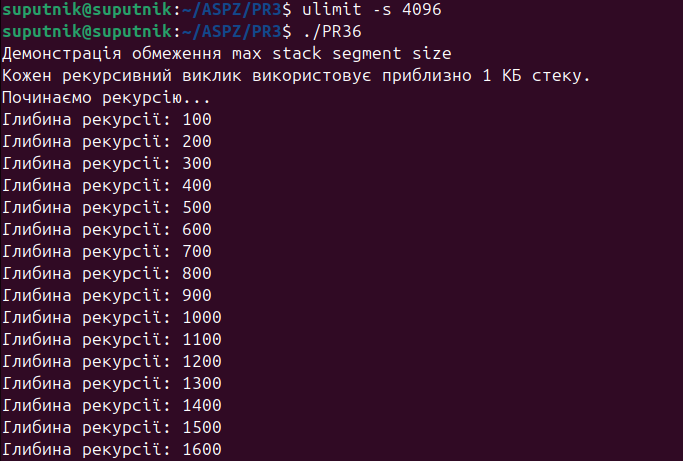 suputnik@suputnik:~/ASPZ/PR3$ ulimit -s 4096
suputnik@suputnik:~/ASPZ/PR3$ ./PR36
Демонстрація обмеження max stack segment size
Кожен рекурсивний виклик використовує приблизно 1 КБ стеку.
Починаємо рекурсію...
Глибина рекурсії: 100
Глибина рекурсії: 200
Глибина рекурсії: 300
Глибина рекурсії: 400
Глибина рекурсії: 500
Глибина рекурсії: 600
Глибина рекурсії: 700
Глибина рекурсії: 800
Глибина рекурсії: 900
Глибина рекурсії: 1000
Глибина рекурсії: 1100
Глибина рекурсії: 1200
Глибина рекурсії: 1300
Глибина рекурсії: 1400
Глибина рекурсії: 1500
Глибина рекурсії: 1600